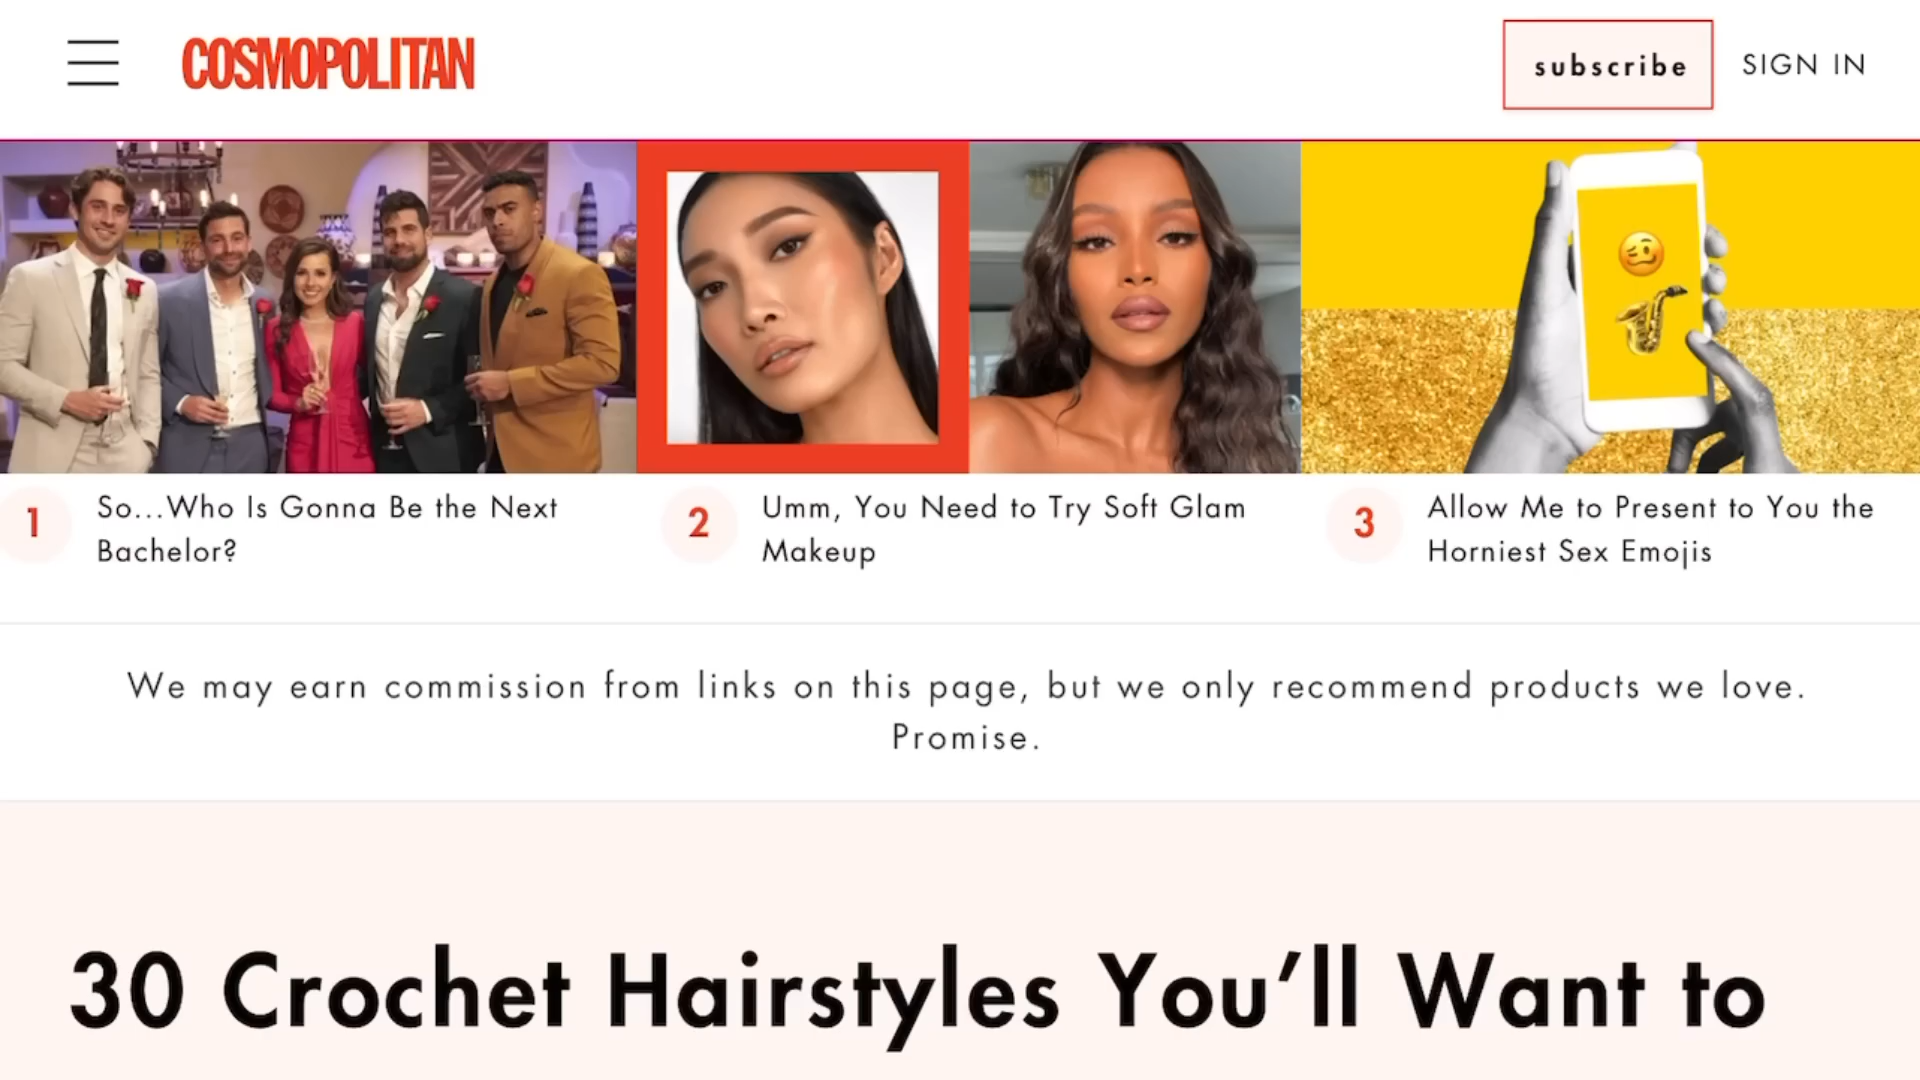 COSMOPOLITAN
subscribe
SIGN IN
1
So...Who Is Gonna Be the Next
Bachelor?
2
Umm, You Need to Try Soft Glam
Makeup
3
Allow Me to Present to You the
Horniest Sex Emojis
We may earn commission from links on this page, but we only recommend products we love.
Promise.
30 Crochet Hairstyles You’ll Want to